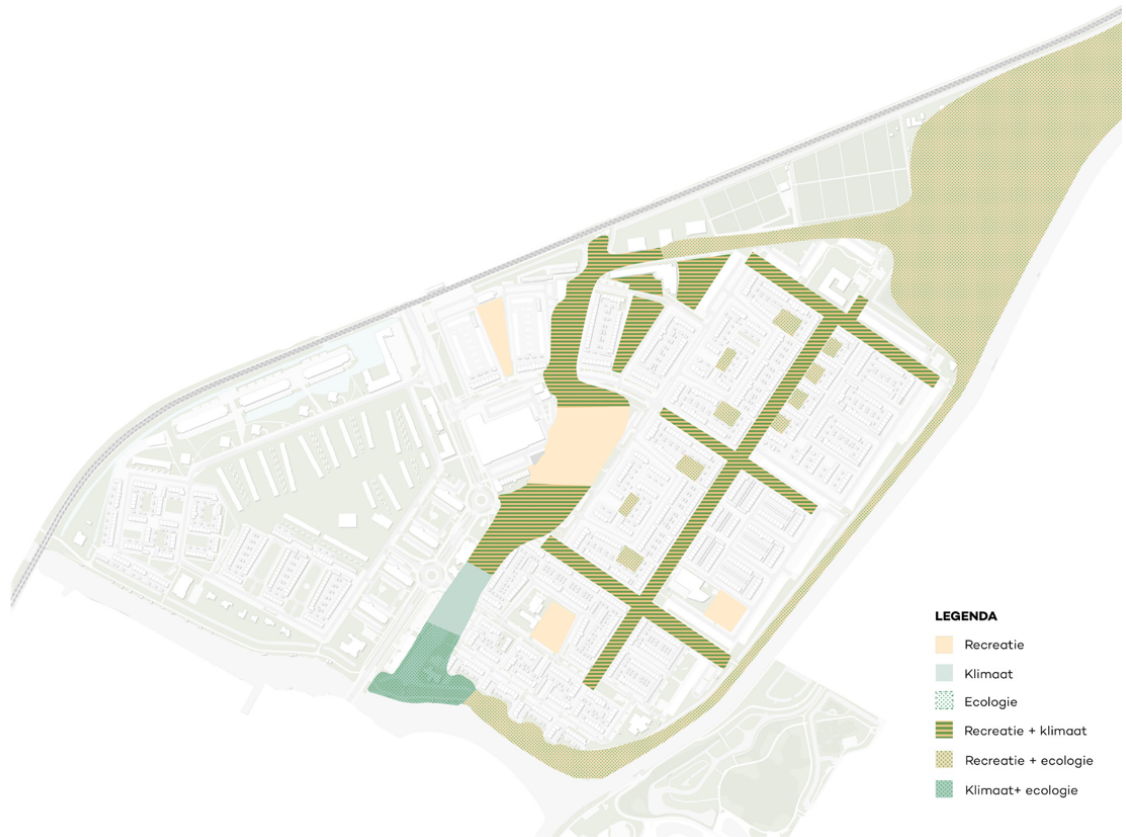 LEGENDA
Recreatie
Klimaat
Ecologie
Recreatie + klimaat
Recreatie + ecologie
Klimaat+ ecologie